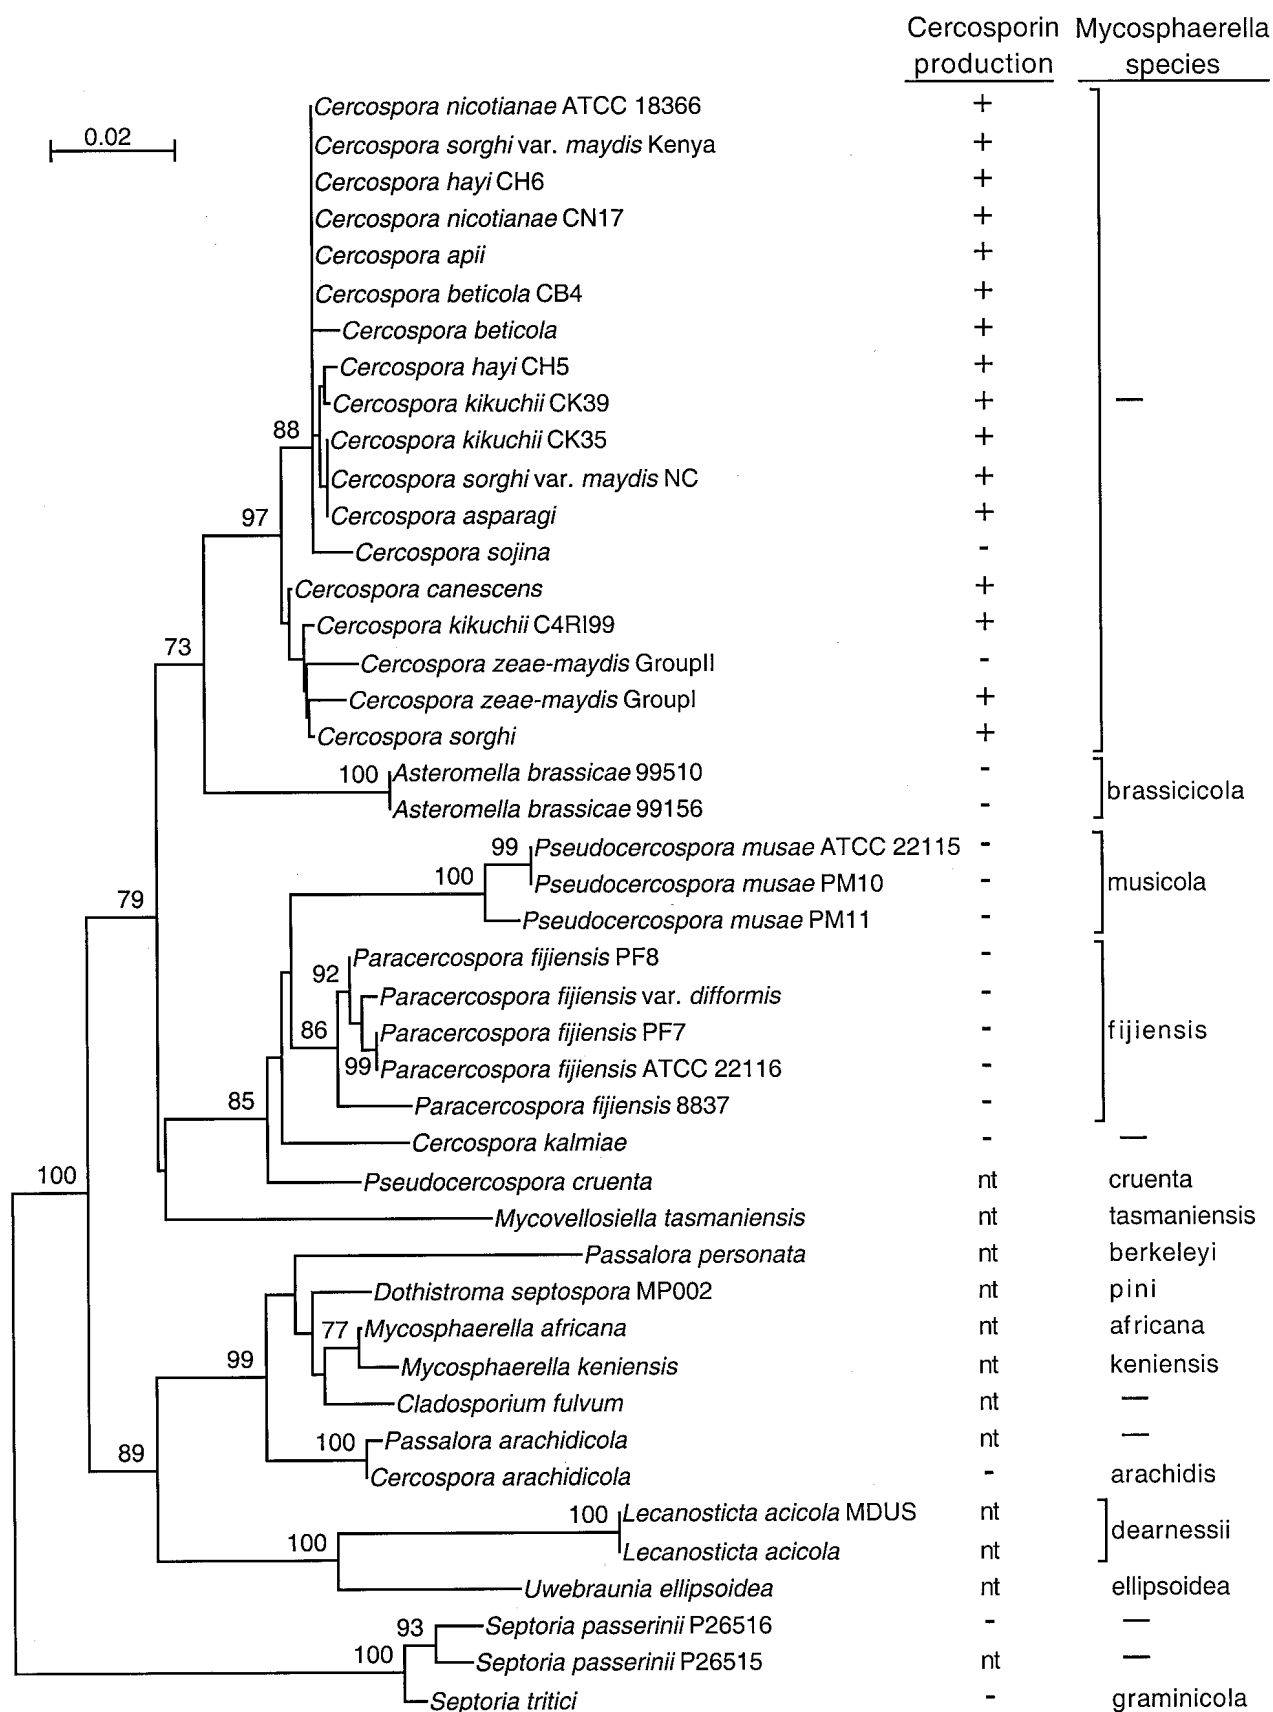 Cercosporin Mycosphaerella
production species
0.02
Cercospora nicotianae ATCC 18366 +
Cercospora sorghi var. maydis Kenya +
Cercospora hayi CH6 +
Cercospora nicotianae CN17 +
Cercospora apii +
Cercospora beticola CB4 +
Cercospora beticola +
Cercospora hayi CH5 +
Cercospora kikuchii CK39 + —
88 Cercospora kikuchii CK35 +
Cercospora sorghi var. maydis NC +
97 Cercospora asparagi +
Cercospora sojina -
Cercospora canescens +
Cercospora kikuchii C4RI99 +
73 Cercospora zeae-maydis GroupII -
Cercospora zeae-maydis GroupI +
Cercospora sorghi +
100 Asteromella brassicae 99510 -
brassicicola
Asteromella brassicae 99156 -
99 Pseudocercospora musae ATCC 22115 -
100 Pseudocercospora musae PM10 - musicola
79 Pseudocercospora musae PM11 -
Paracercospora fijiensis PF8 -
92 Paracercospora fijiensis var. difformis -
86 Paracercospora fijiensis PF7 - fijiensis
99 Paracercospora fijiensis ATCC 22116 -
85 Paracercospora fijiensis 8837 -
Cercospora kalmiae - —
100 Pseudocercospora cruenta nt cruenta
Mycovellosiella tasmaniensis nt tasmaniensis
Passalora personata nt berkeleyi
Dothistroma septospora MP002 nt pini
77 Mycosphaerella africana nt africana
99 Mycosphaerella keniensis nt keniensis
Cladosporium fulvum nt —
100 Passalora arachidicola nt —
89 Cercospora arachidicola - arachidis
100 Lecanosticta acicola MDUS nt
dearnessii
100 Lecanosticta acicola nt
Uwebraunia ellipsoidea nt ellipsoidea
93 Septoria passerinii P26516 - —
100 Septoria passerinii P26515 nt —
Septoria tritici - graminicola